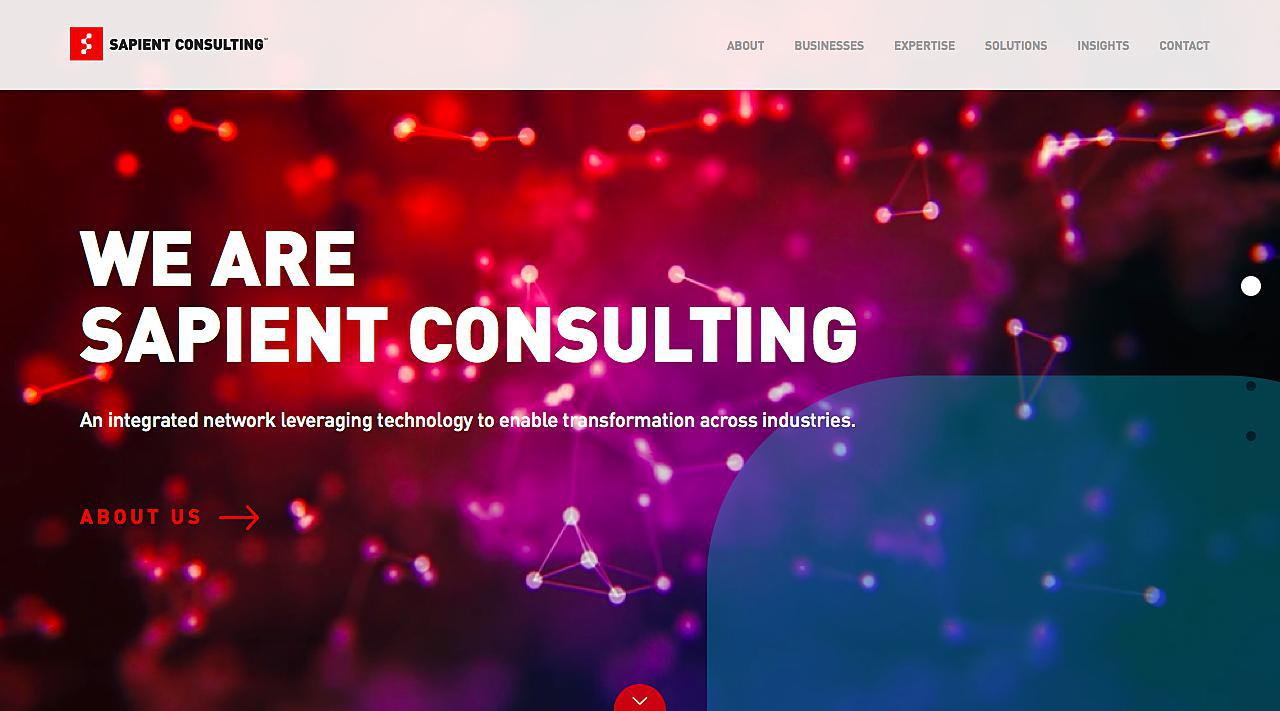 SAPIENT CONSULTING™
ABOUT BUSINESSES EXPERTISE SOLUTIONS INSIGHTS CONTACT
WE ARE
SAPIENT CONSULTING
An integrated network leveraging technology to enable transformation across industries.
ABOUT US